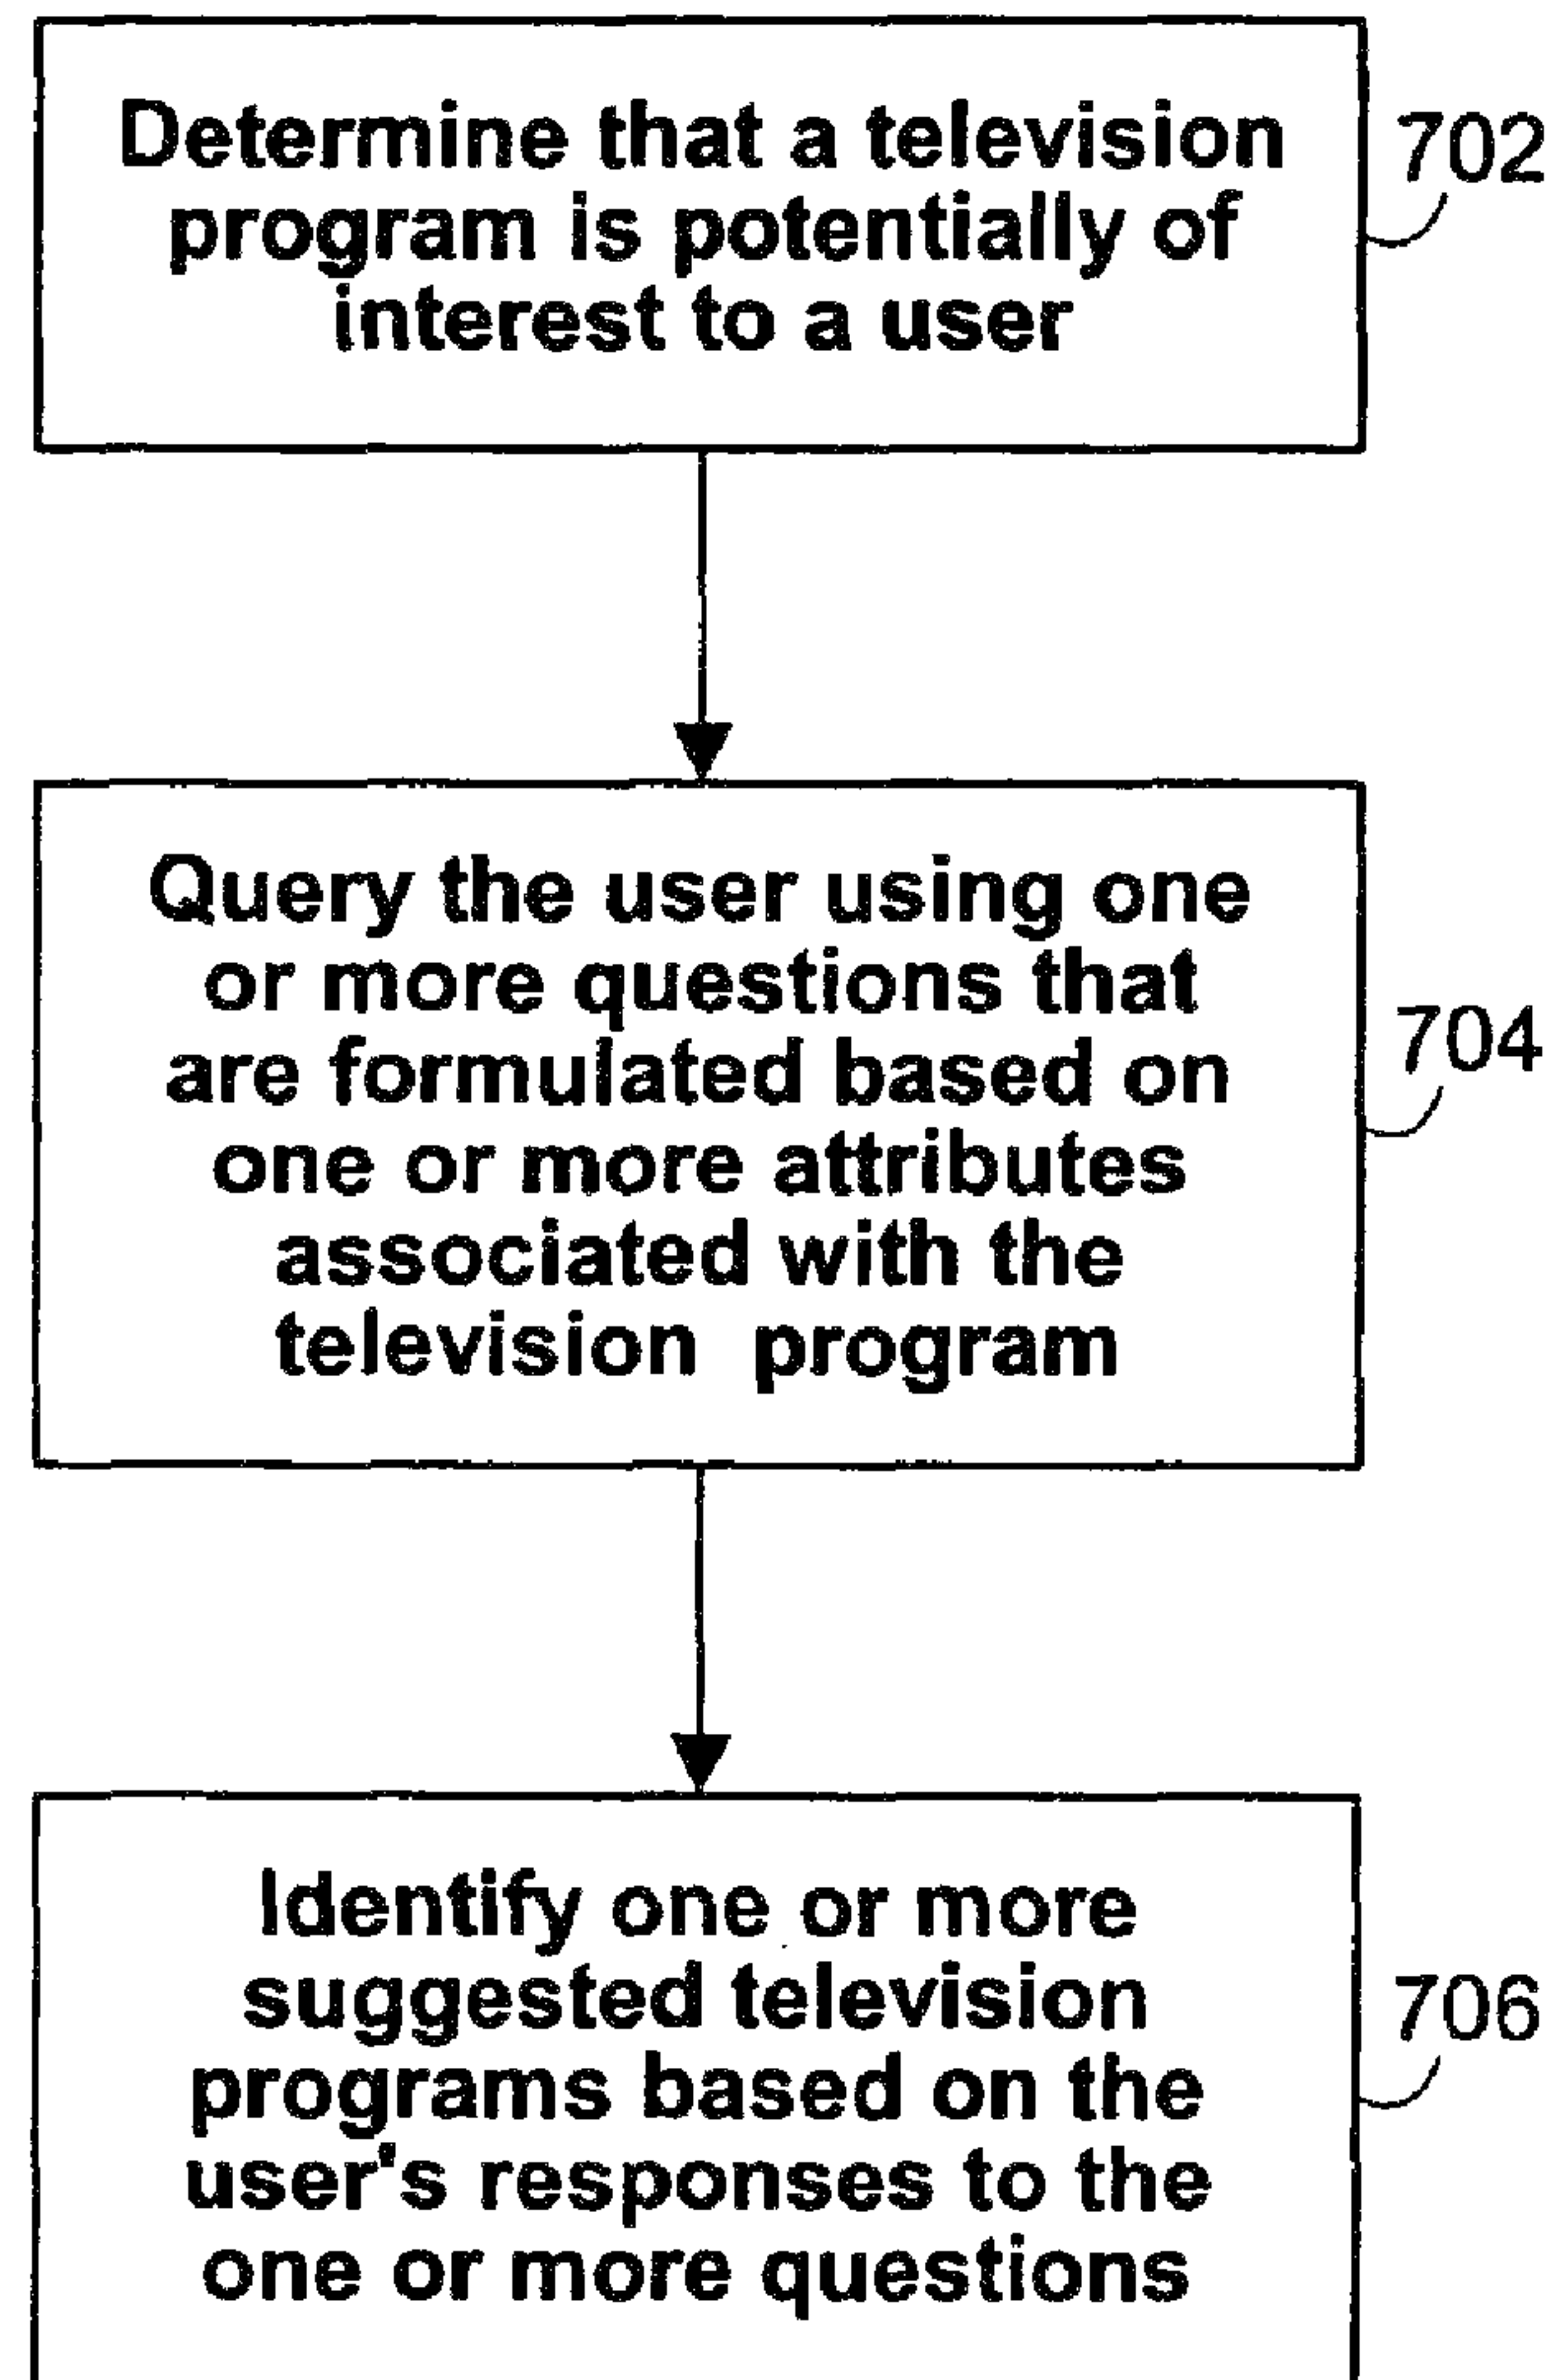 Determine that a television
program is potentially of
interest to a user
702
Query the user using one
or more questions that
are formulated based on
one or more attributes
associated with the
television program
704
Identify one or more
suggested television
programs based on the
user's responses to the
one or more questions
706